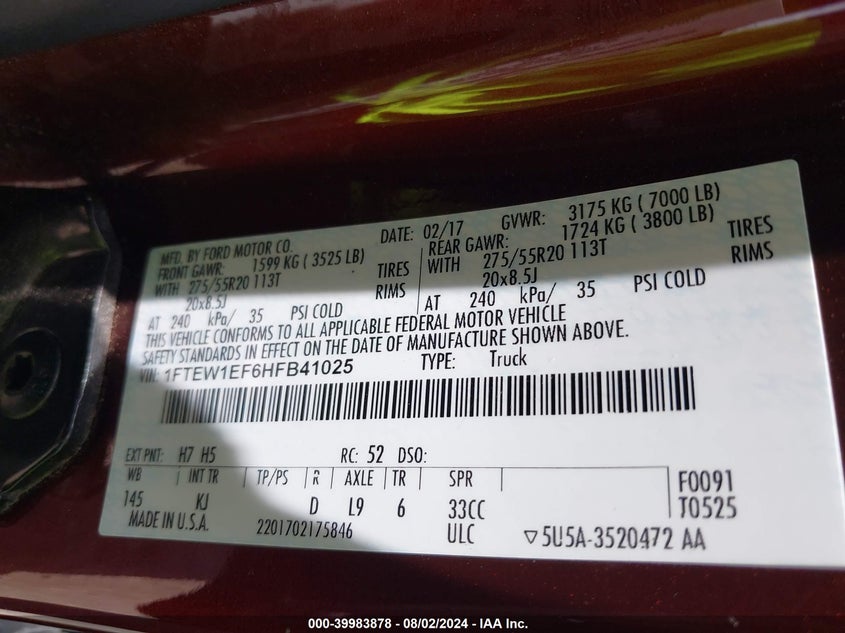 MFD. BY FORD MOTOR CO. DATE: 02/17 GVWR: 3175 KG ( 7000 LB)
FRONT GAWR: 1599 KG ( 3525 LB) REAR GAWR: 1724 KG ( 3800 LB)
WITH 275/55R20 113T TIRES WITH 275/55R20 113T TIRES
20x8.5J RIMS 20x8.5J RIMS
AT 240 kPa/ 35 PSI COLD AT 240 kPa/ 35 PSI COLD
THIS VEHICLE CONFORMS TO ALL APPLICABLE FEDERAL MOTOR VEHICLE
SAFETY STANDARDS IN EFFECT ON THE DATE OF MANUFACTURE SHOWN ABOVE.
VIN: 1FTEW1EF6HFB41025 TYPE: Truck
EXT PNT: H7 H5 RC: 52 DSO:
WB INT TR TP/PS R AXLE TR SPR F0091
145 KJ D L9 6 33CC T0525
MADE IN U.S.A. 2201702175846 ULC ▽5U5A-3520472 AA
000-39983878 - 08/02/2024 - IAA Inc.